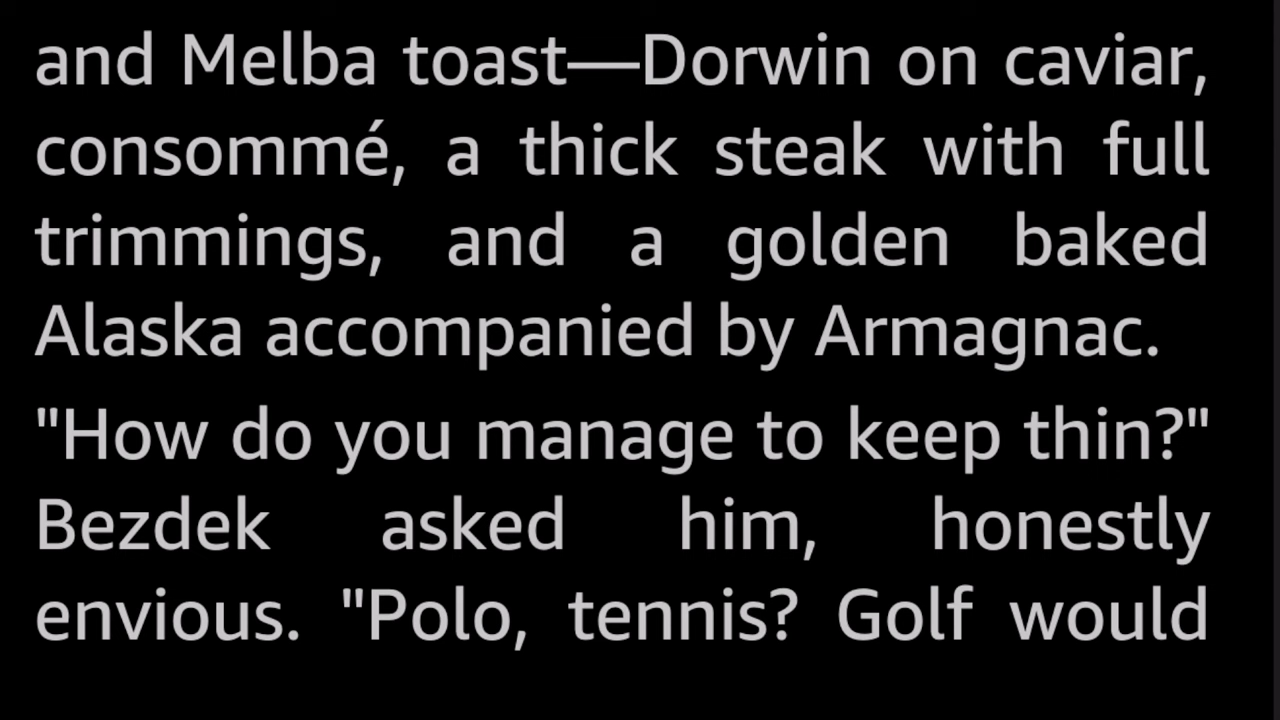 and Melba toast—Dorwin on caviar,
consommé, a thick steak with full
trimmings, and a golden baked
Alaska accompanied by Armagnac.
"How do you manage to keep thin?"
Bezdek asked him, honestly
envious. "Polo, tennis? Golf would